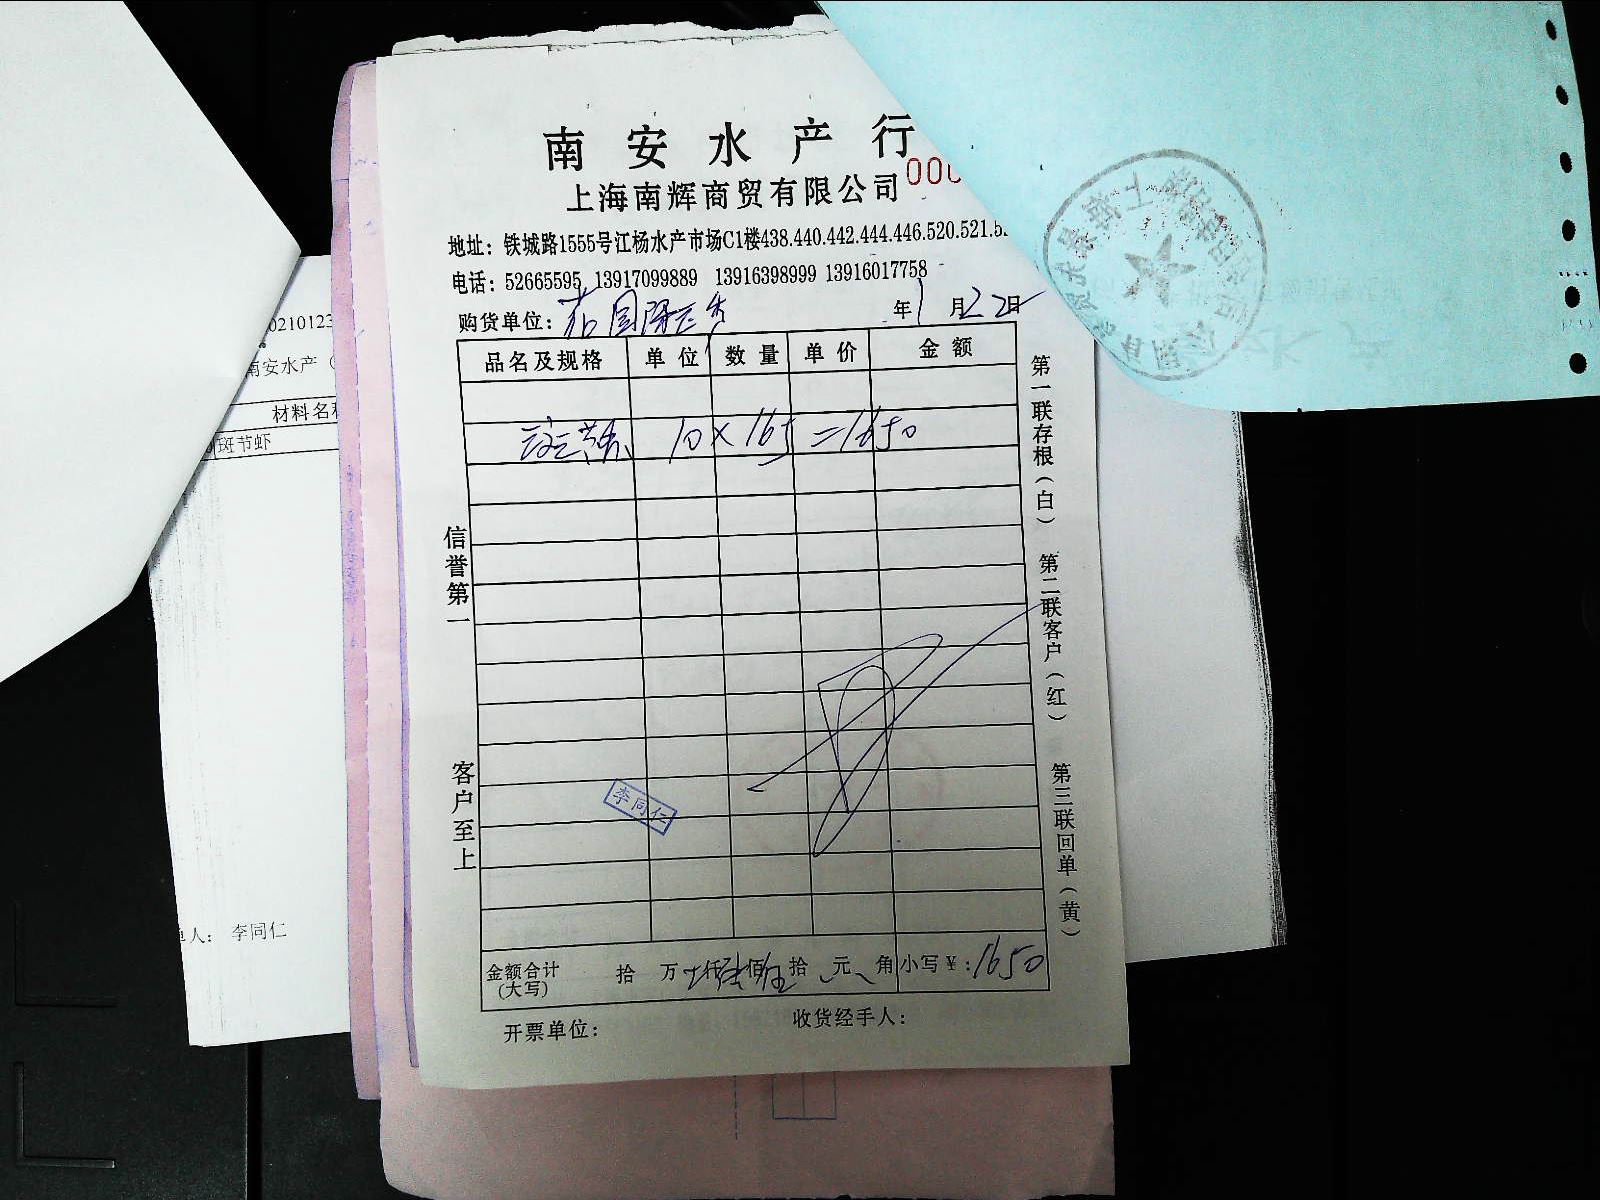 南安水产行
上海南辉商贸有限公司 000
地址：铁城路1555号江杨水产市场C1楼438.440.442.444.446.520.521.5
电话：52665595 13917099889 13916398999 13916017758
购货单位： 年1月22日
品名及规格 单位 数量 单价 金额
10×165=1650
信誉第一
客户至上
李同仁
金额合计(大写) 拾 万 仟 佰 拾 元 角 小写￥：1650
开票单位： 收货经手人：
第一联存根（白） 第二联客户（红） 第三联回单（黄）
0210123
南安水产（
材料名称
斑节虾
单人： 李同仁